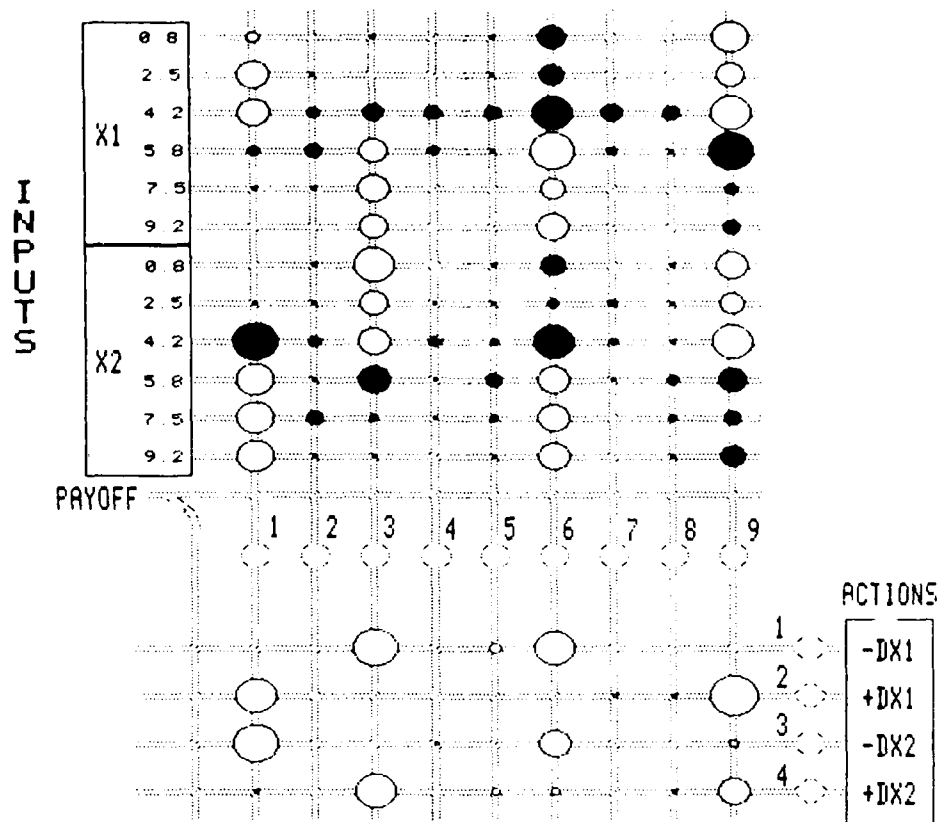 INPUTS
X1
0 8
2 5
4 2
5 8
7 5
9 2
X2
0 8
2 5
4 2
5 8
7 5
9 2
PAYOFF
1 2 3 4 5 6 7 8 9
ACTIONS
1 -DX1
2 +DX1
3 -DX2
4 +DX2